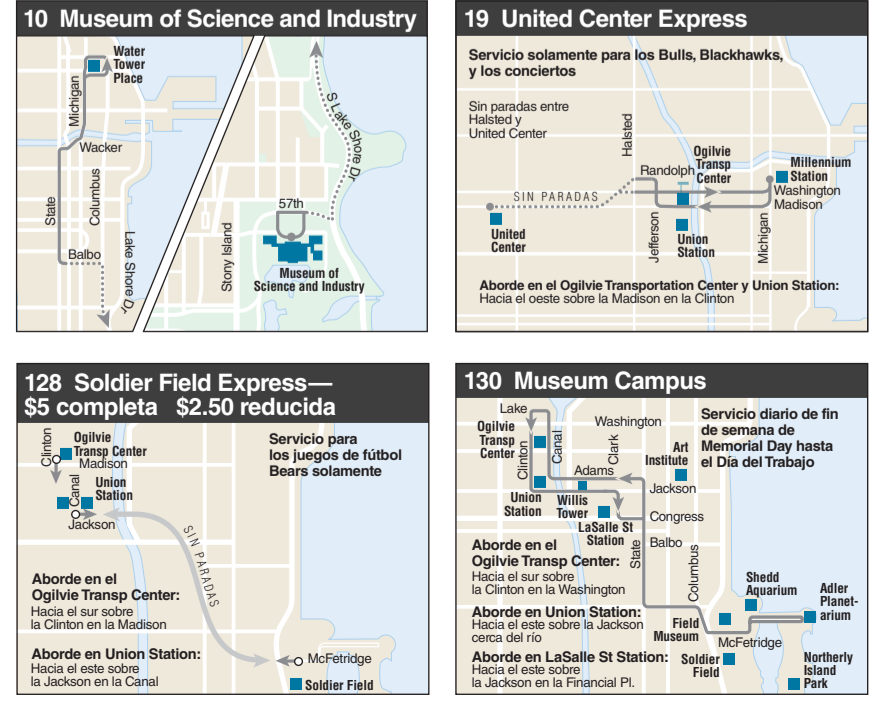 10 Museum of Science and Industry
Water
Tower
Place
Michigan
Wacker
State
Columbus
Balbo
Lake Shore Dr
S Lake Shore Dr
57th
Stony Island
Museum of
Science and Industry
19 United Center Express
Servicio solamente para los Bulls, Blackhawks,
y los conciertos
Sin paradas entre
Halsted y
United Center
Halsted
Ogilvie
Transp
Center
Randolph
Millennium
Station
Washington
Madison
SIN PARADAS
United
Center
Jefferson
Union
Station
Michigan
Aborde en el Ogilvie Transportation Center y Union Station:
Hacia el oeste sobre la Madison en la Clinton
128 Soldier Field Express—
$5 completa $2.50 reducida
Servicio para
los juegos de fútbol
Bears solamente
Clinton
Ogilvie
Transp Center
Madison
Canal
Union
Station
Jackson
SIN PARADAS
Aborde en el
Ogilvie Transp Center:
Hacia el sur sobre
la Clinton en la Madison
Aborde en Union Station:
Hacia el este sobre
la Jackson en la Canal
McFetridge
Soldier Field
130 Museum Campus
Servicio diario de fin
de semana de
Memorial Day hasta
el Día del Trabajo
Lake
Ogilvie
Transp
Center
Clinton
Canal
Washington
Clark
Art
Institute
Adams
Jackson
Union
Station
Willis
Tower
LaSalle St
Station
Congress
State
Balbo
Columbus
Aborde en el
Ogilvie Transp Center:
Hacia el sur sobre
la Clinton en la Washington
Aborde en Union Station:
Hacia el este sobre la Jackson
cerca del río
Aborde en LaSalle St Station:
Hacia el este sobre
la Jackson en la Financial Pl.
Shedd
Aquarium
Adler
Planet-
arium
Field
Museum
McFetridge
Soldier
Field
Northerly
Island
Park